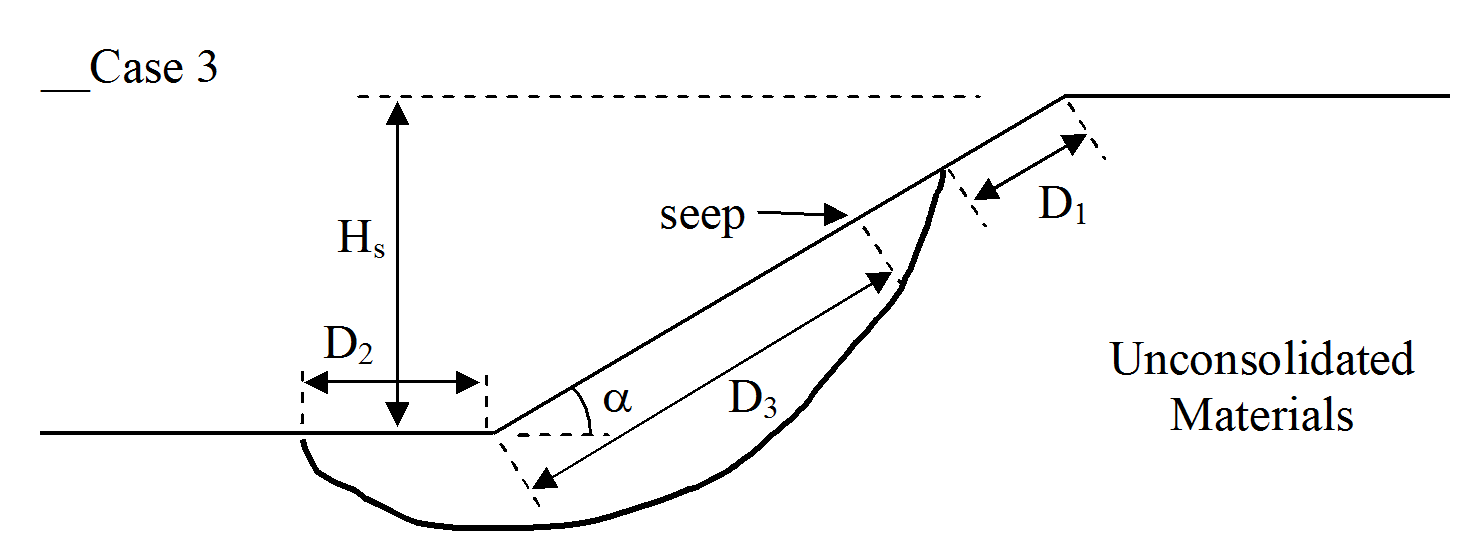 __Case 3
D₁
seep
Hₛ
D₂
α
D₃
Unconsolidated
Materials